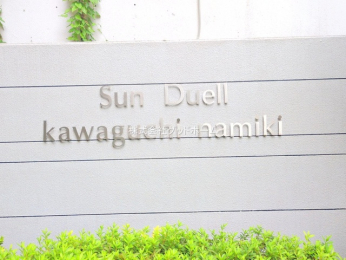 Sun Duell
kawaguchi namiki